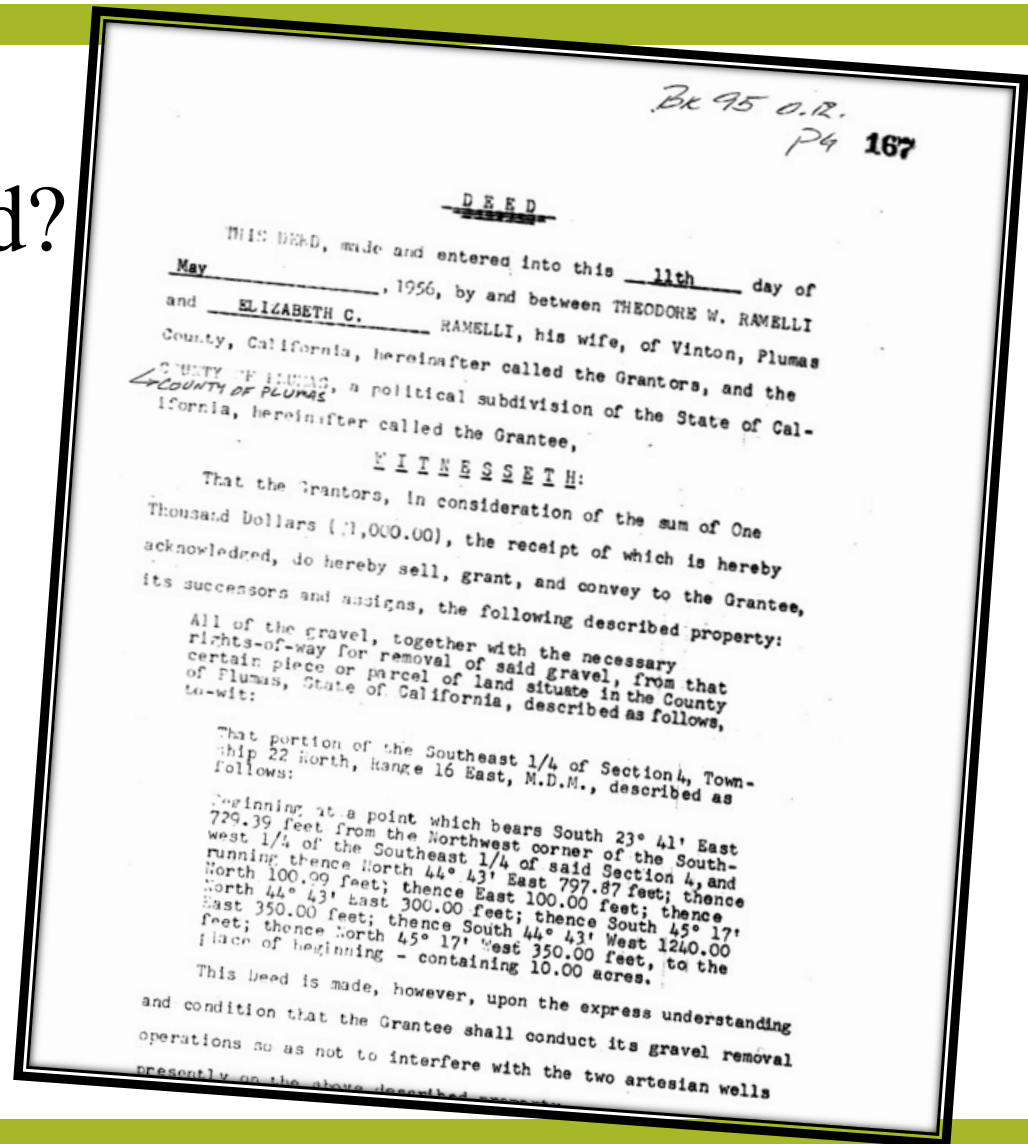 d?
Bk 95 O.R.
Pg 167
DEED
THIS DEED, made and entered into this 11th day of
May, 1956, by and between THEODORE W. RAMELLI
and ELIZABETH C. RAMELLI, his wife, of Vinton, Plumas
County, California, hereinafter called the Grantors, and the
COUNTY OF PLUMAS, a political subdivision of the State of Cal-
COUNTY OF PLUMAS
ifornia, hereinafter called the Grantee,
WITNESSETH:
That the Grantors, in consideration of the sum of One
Thousand Dollars ($1,000.00), the receipt of which is hereby
acknowledged, do hereby sell, grant, and convey to the Grantee,
its successors and assigns, the following described property:
All of the gravel, together with the necessary
rights-of-way for removal of said gravel, from that
certain piece or parcel of land situate in the County
of Plumas, State of California, described as follows,
to-wit:
That portion of the Southeast 1/4 of Section 4, Town-
ship 22 North, Range 16 East, M.D.M., described as
follows:
Beginning at a point which bears South 23° 41' East
729.39 feet from the Northwest corner of the South-
west 1/4 of the Southeast 1/4 of said Section 4, and
running thence North 44° 43' East 797.87 feet; thence
North 100.99 feet; thence East 100.00 feet; thence
North 44° 43' East 300.00 feet; thence South 45° 17'
East 350.00 feet; thence South 44° 43' West 1240.00
feet; thence North 45° 17' West 350.00 feet, to the
place of beginning - containing 10.00 acres.
This Deed is made, however, upon the express understanding
and condition that the Grantee shall conduct its gravel removal
operations so as not to interfere with the two artesian wells
presently on the above described property